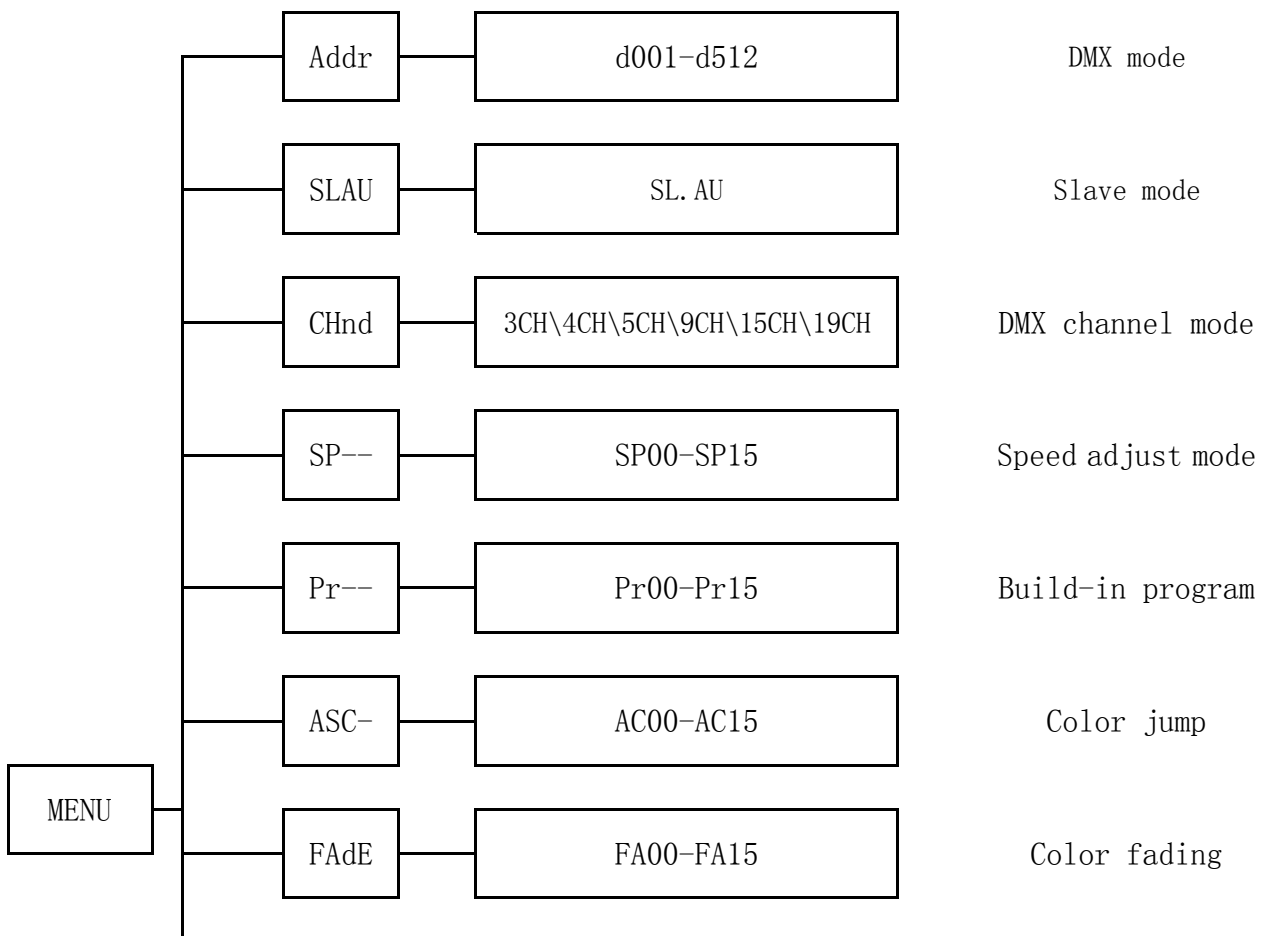 Addr d001-d512 DMX mode
SLAU SL.AU Slave mode
CHnd 3CH\4CH\5CH\9CH\15CH\19CH DMX channel mode
SP-- SP00-SP15 Speed adjust mode
Pr-- Pr00-Pr15 Build-in program
ASC- AC00-AC15 Color jump
MENU
FAdE FA00-FA15 Color fading